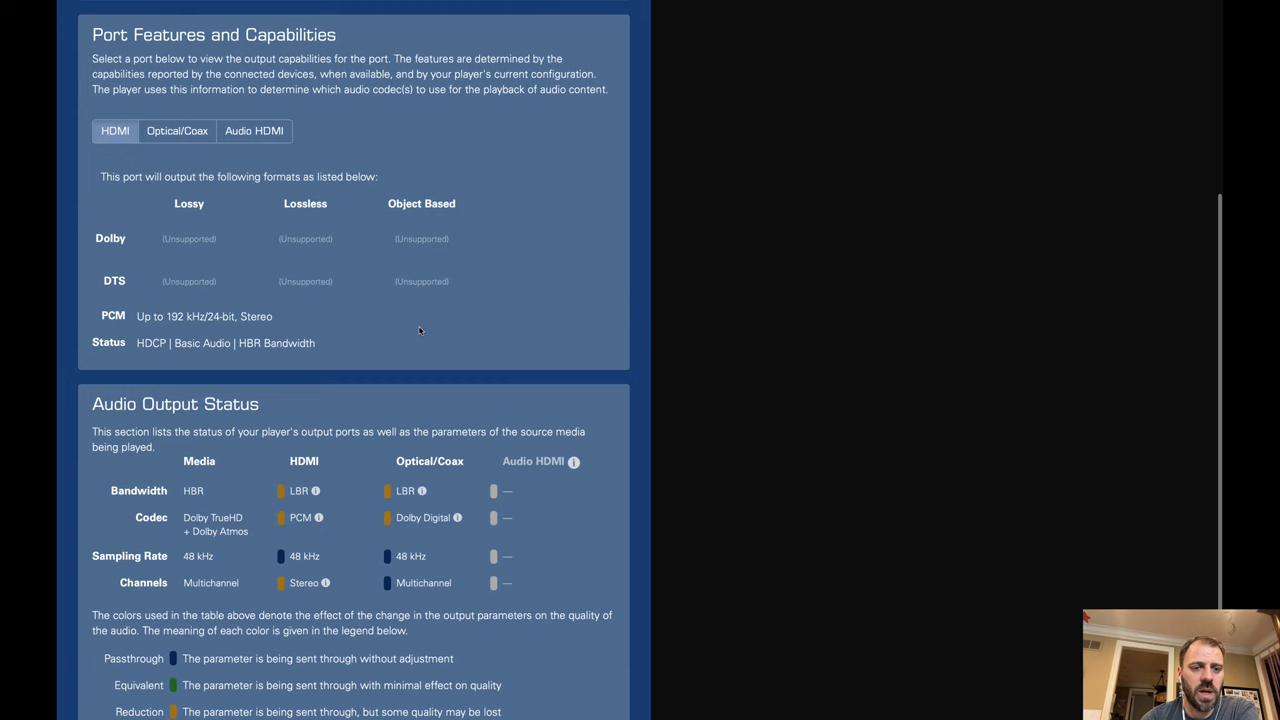 Port Features and Capabilities
Select a port below to view the output capabilities for the port. The features are determined by the
capabilities reported by the connected devices, when available, and by your player's current configuration.
The player uses this information to determine which audio codec(s) to use for the playback of audio content.
HDMI Optical/Coax Audio HDMI
This port will output the following formats as listed below:
Lossy Lossless Object Based
Dolby (Unsupported) (Unsupported) (Unsupported)
DTS (Unsupported) (Unsupported) (Unsupported)
PCM Up to 192 kHz/24-bit, Stereo
Status HDCP | Basic Audio | HBR Bandwidth
Audio Output Status
This section lists the status of your player's output ports as well as the parameters of the source media
being played.
Media HDMI Optical/Coax Audio HDMI
Bandwidth HBR LBR LBR —
Codec Dolby TrueHD PCM Dolby Digital —
+ Dolby Atmos
Sampling Rate 48 kHz 48 kHz 48 kHz —
Channels Multichannel Stereo Multichannel —
The colors used in the table above denote the effect of the change in the output parameters on the quality of
the audio. The meaning of each color is given in the legend below.
Passthrough The parameter is being sent through without adjustment
Equivalent The parameter is being sent through with minimal effect on quality
Reduction The parameter is being sent through, but some quality may be lost